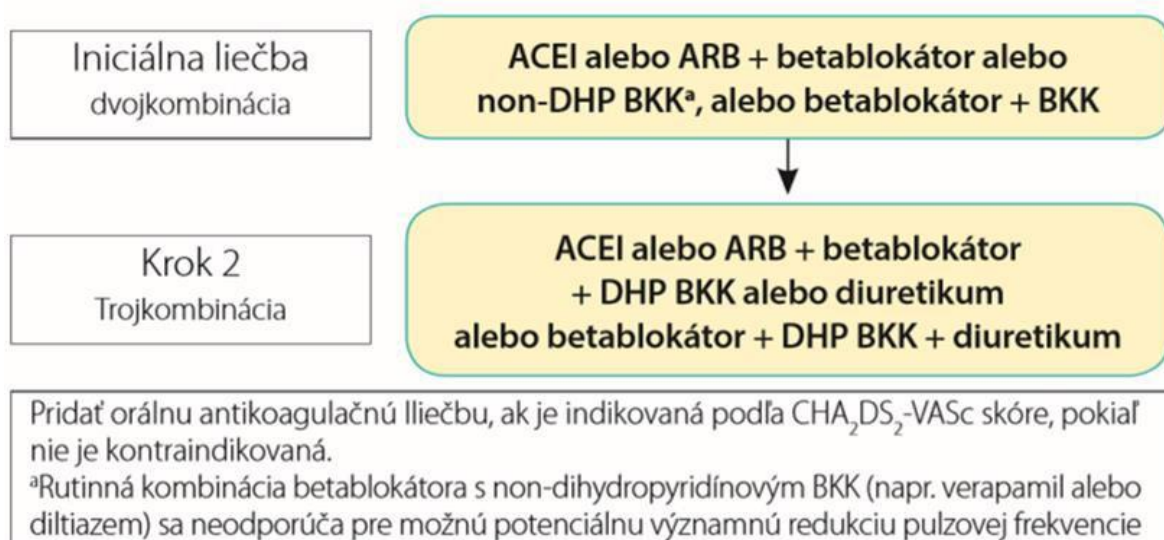 Iniciálna liečba
dvojkombinácia
ACEI alebo ARB + betablokátor alebo
non-DHP BKKᵃ, alebo betablokátor + BKK
Krok 2
Trojkombinácia
ACEI alebo ARB + betablokátor
+ DHP BKK alebo diuretikum
alebo betablokátor + DHP BKK + diuretikum
Pridať orálnu antikoagulačnú lliečbu, ak je indikovaná podľa CHA₂DS₂-VASc skóre, pokiaľ
nie je kontraindikovaná.
ᵃRutinná kombinácia betablokátora s non-dihydropyridínovým BKK (napr. verapamil alebo
diltiazem) sa neodporúča pre možnú potenciálnu významnú redukciu pulzovej frekvencie